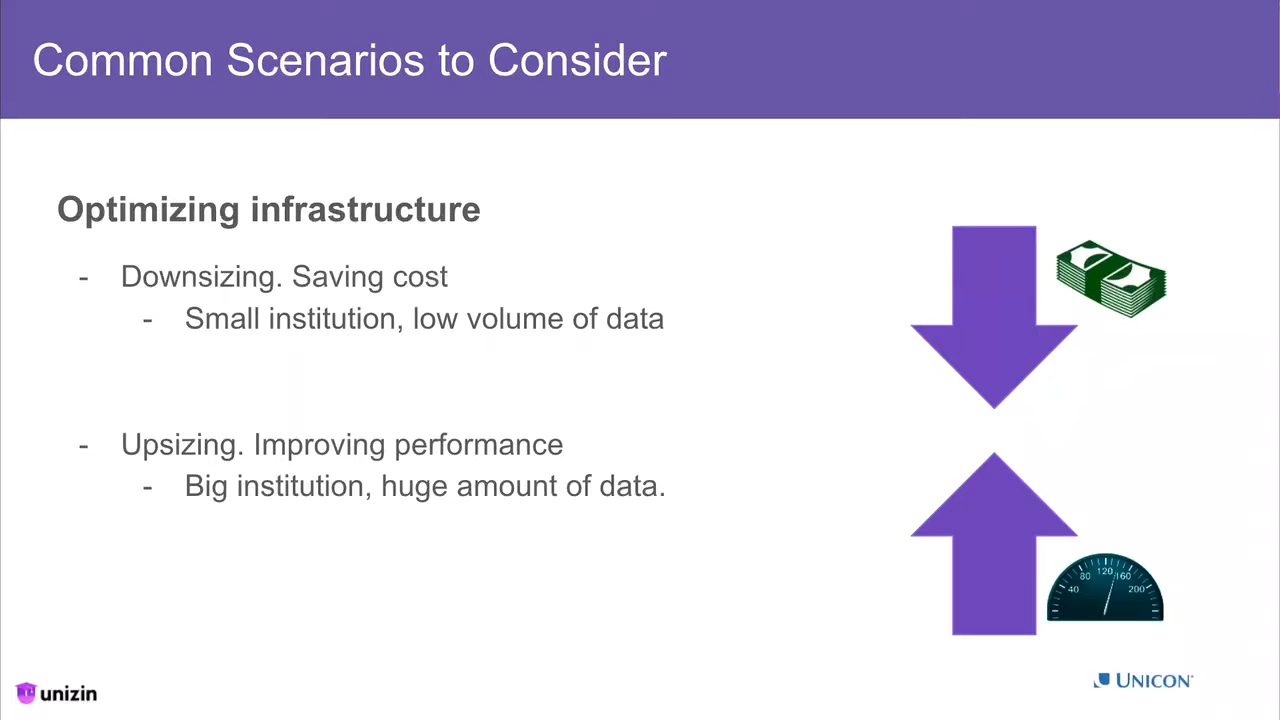 Common Scenarios to Consider
Optimizing infrastructure
- Downsizing. Saving cost
- Small institution, low volume of data
- Upsizing. Improving performance
- Big institution, huge amount of data.
40 80 120 160 200
unizin
UNICON